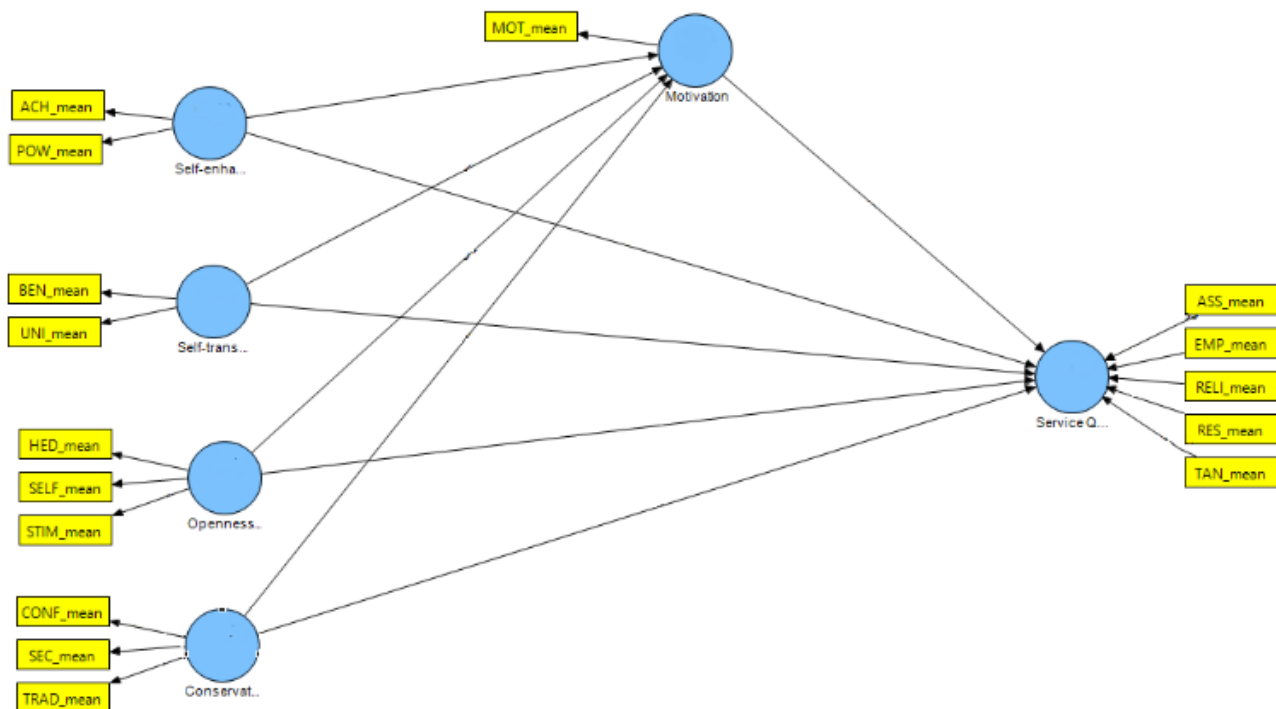 MOT_mean
Motivation
ACH_mean
POW_mean
Self-enha...
BEN_mean
UNI_mean
Self-trans...
HED_mean
SELF_mean
STIM_mean
Openness..
CONF_mean
SEC_mean
TRAD_mean
Conservat..
ASS_mean
EMP_mean
RELI_mean
RES_mean
TAN_mean
Service Q...